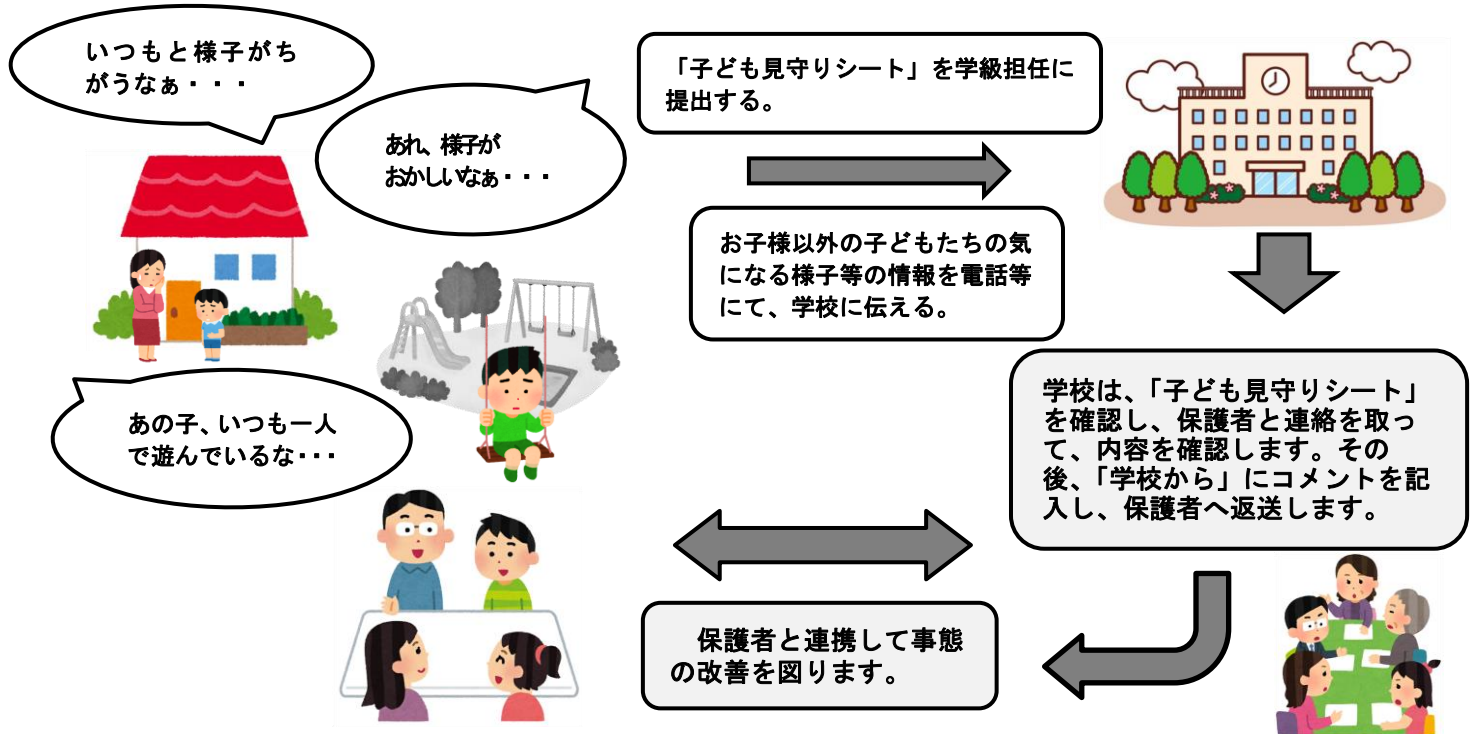 いつもと様子がち
がうなぁ・・・
あれ、様子が
おかしいなぁ・・・
あの子、いつも一人
で遊んでいるな・・・
「子ども見守りシート」を学級担任に
提出する。
お子様以外の子どもたちの気
になる様子等の情報を電話等
にて、学校に伝える。
学校は、「子ども見守りシート」
を確認し、保護者と連絡を取っ
て、内容を確認します。その
後、「学校から」にコメントを記
入し、保護者へ返送します。
保護者と連携して事態
の改善を図ります。